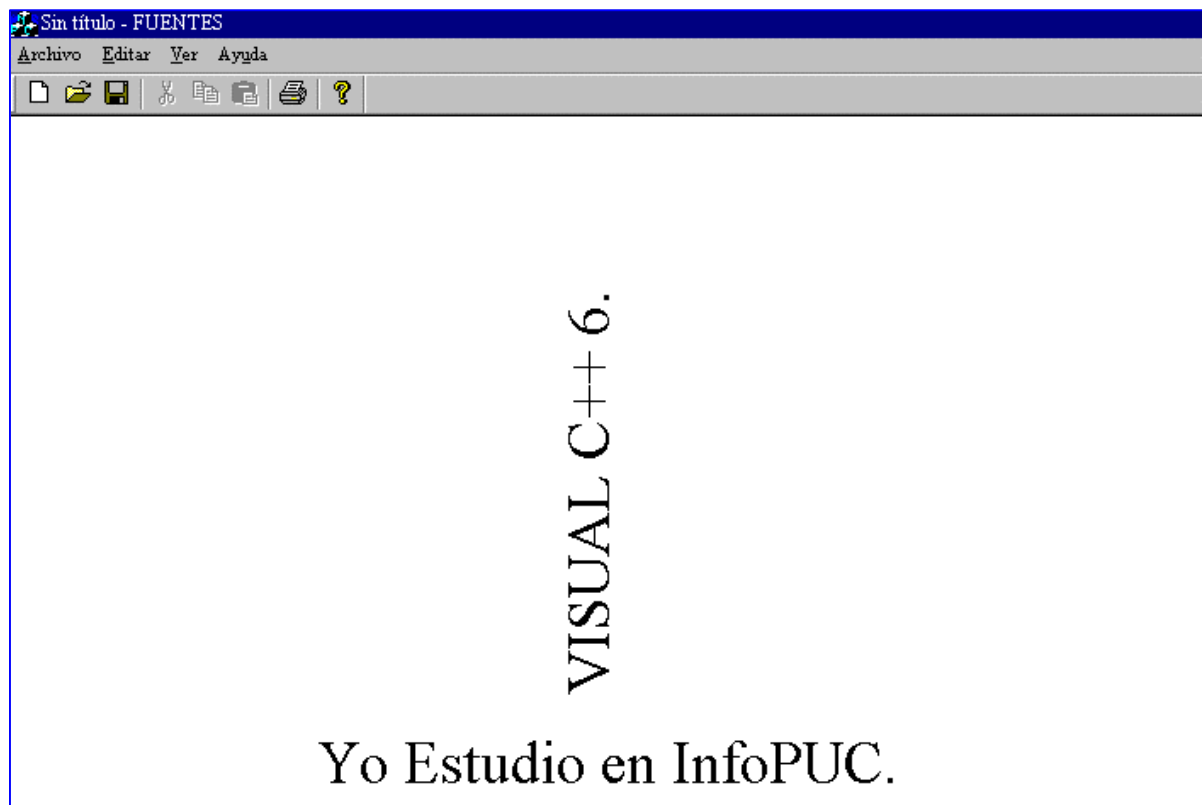 Sin título - FUENTES
Archivo Editar Ver Ayuda
VISUAL C++ 6.
Yo Estudio en InfoPUC.